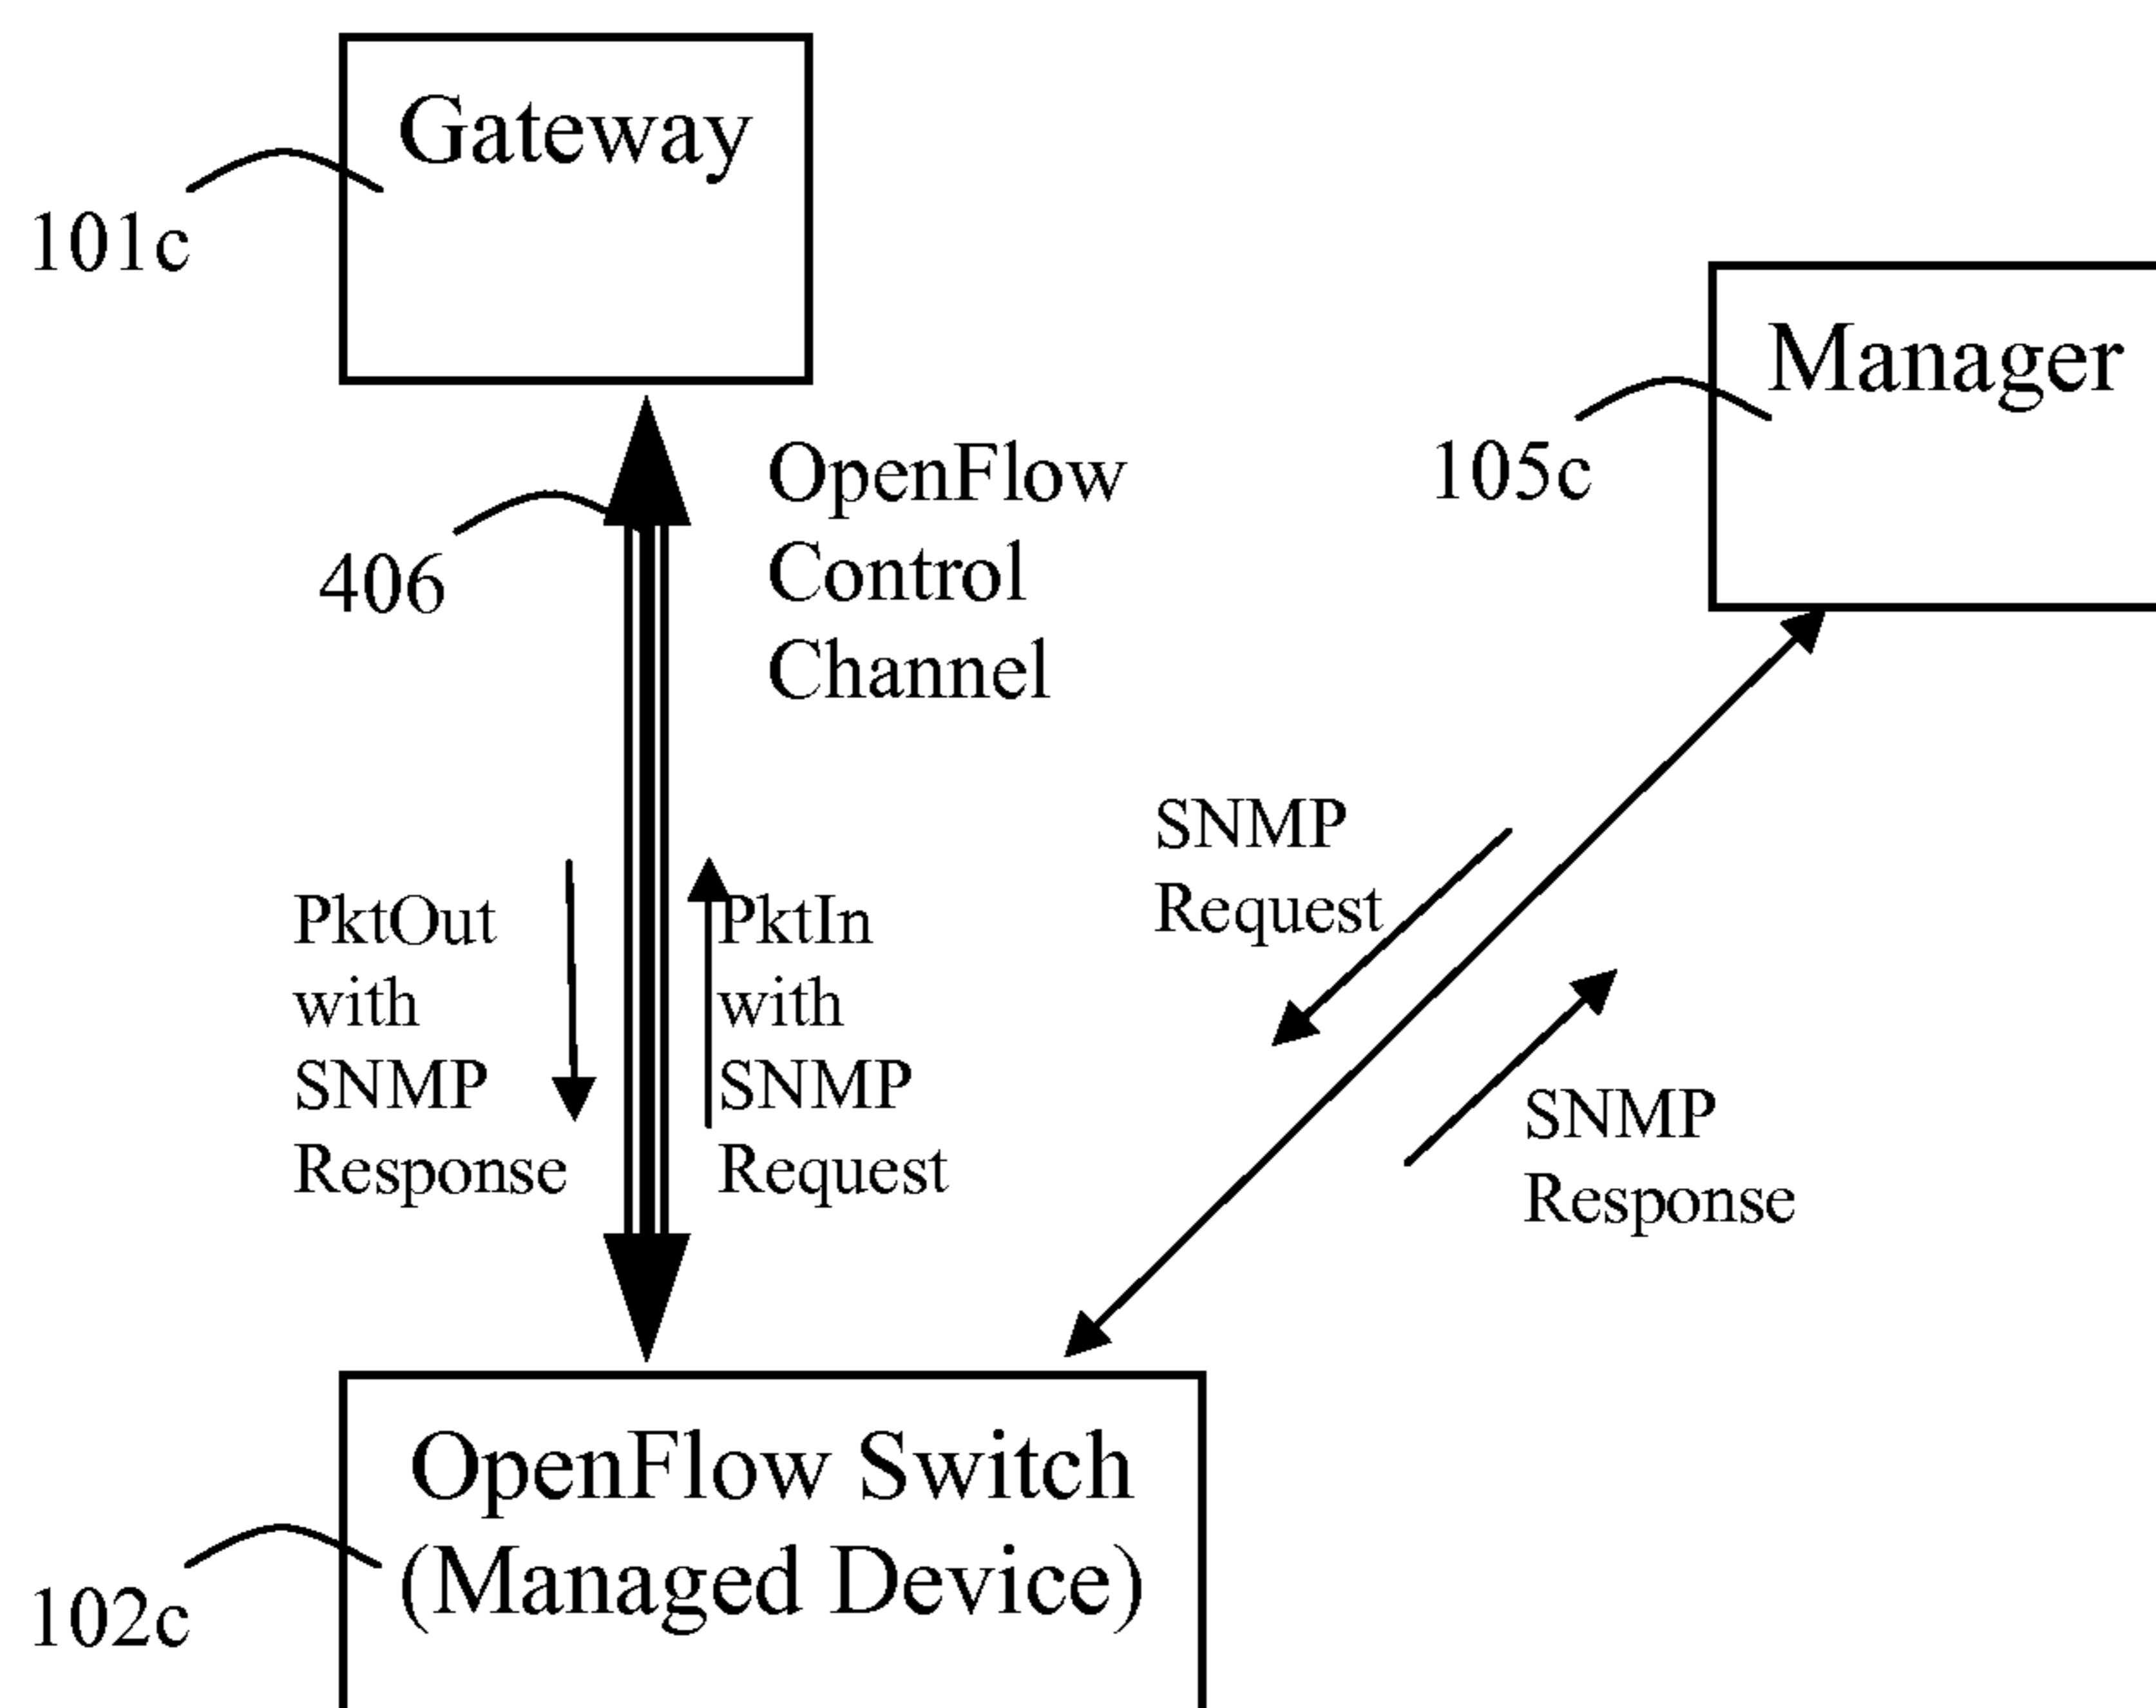 Gateway
101c
Manager
105c
OpenFlow
Control
Channel
406
SNMP
Request
PktOut
with
SNMP
Response
PktIn
with
SNMP
Request
SNMP
Response
OpenFlow Switch
(Managed Device)
102c